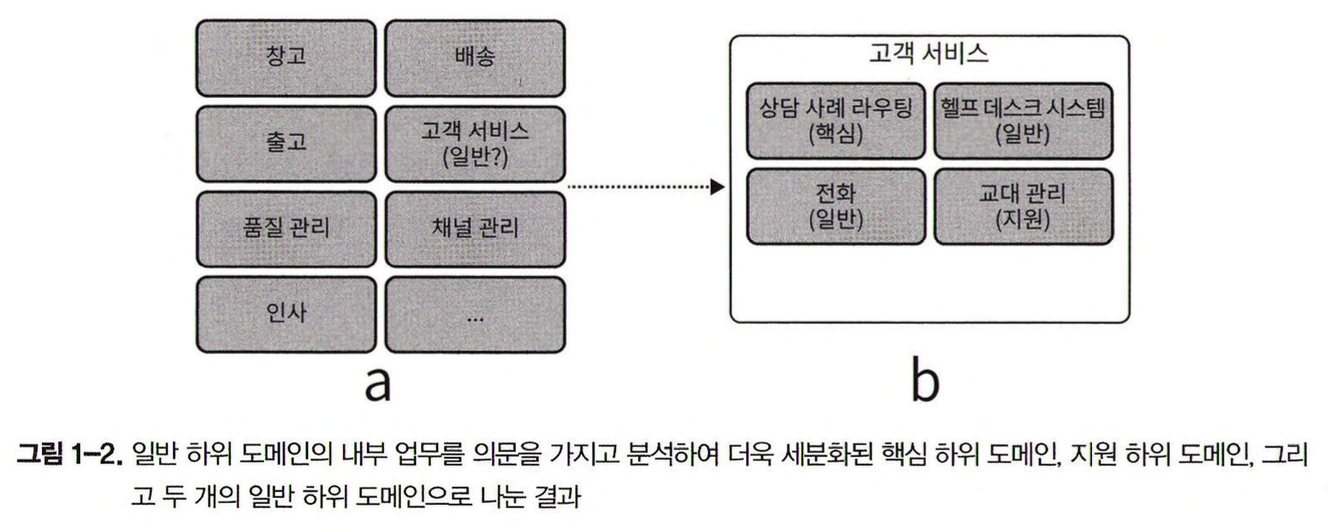 창고
배송
출고
고객 서비스
(일반?)
품질 관리
채널 관리
인사
...
a
고객 서비스
상담 사례 라우팅
(핵심)
헬프 데스크 시스템
(일반)
전화
(일반)
교대 관리
(지원)
b
그림 1-2. 일반 하위 도메인의 내부 업무를 의문을 가지고 분석하여 더욱 세분화된 핵심 하위 도메인, 지원 하위 도메인, 그리
고 두 개의 일반 하위 도메인으로 나눈 결과